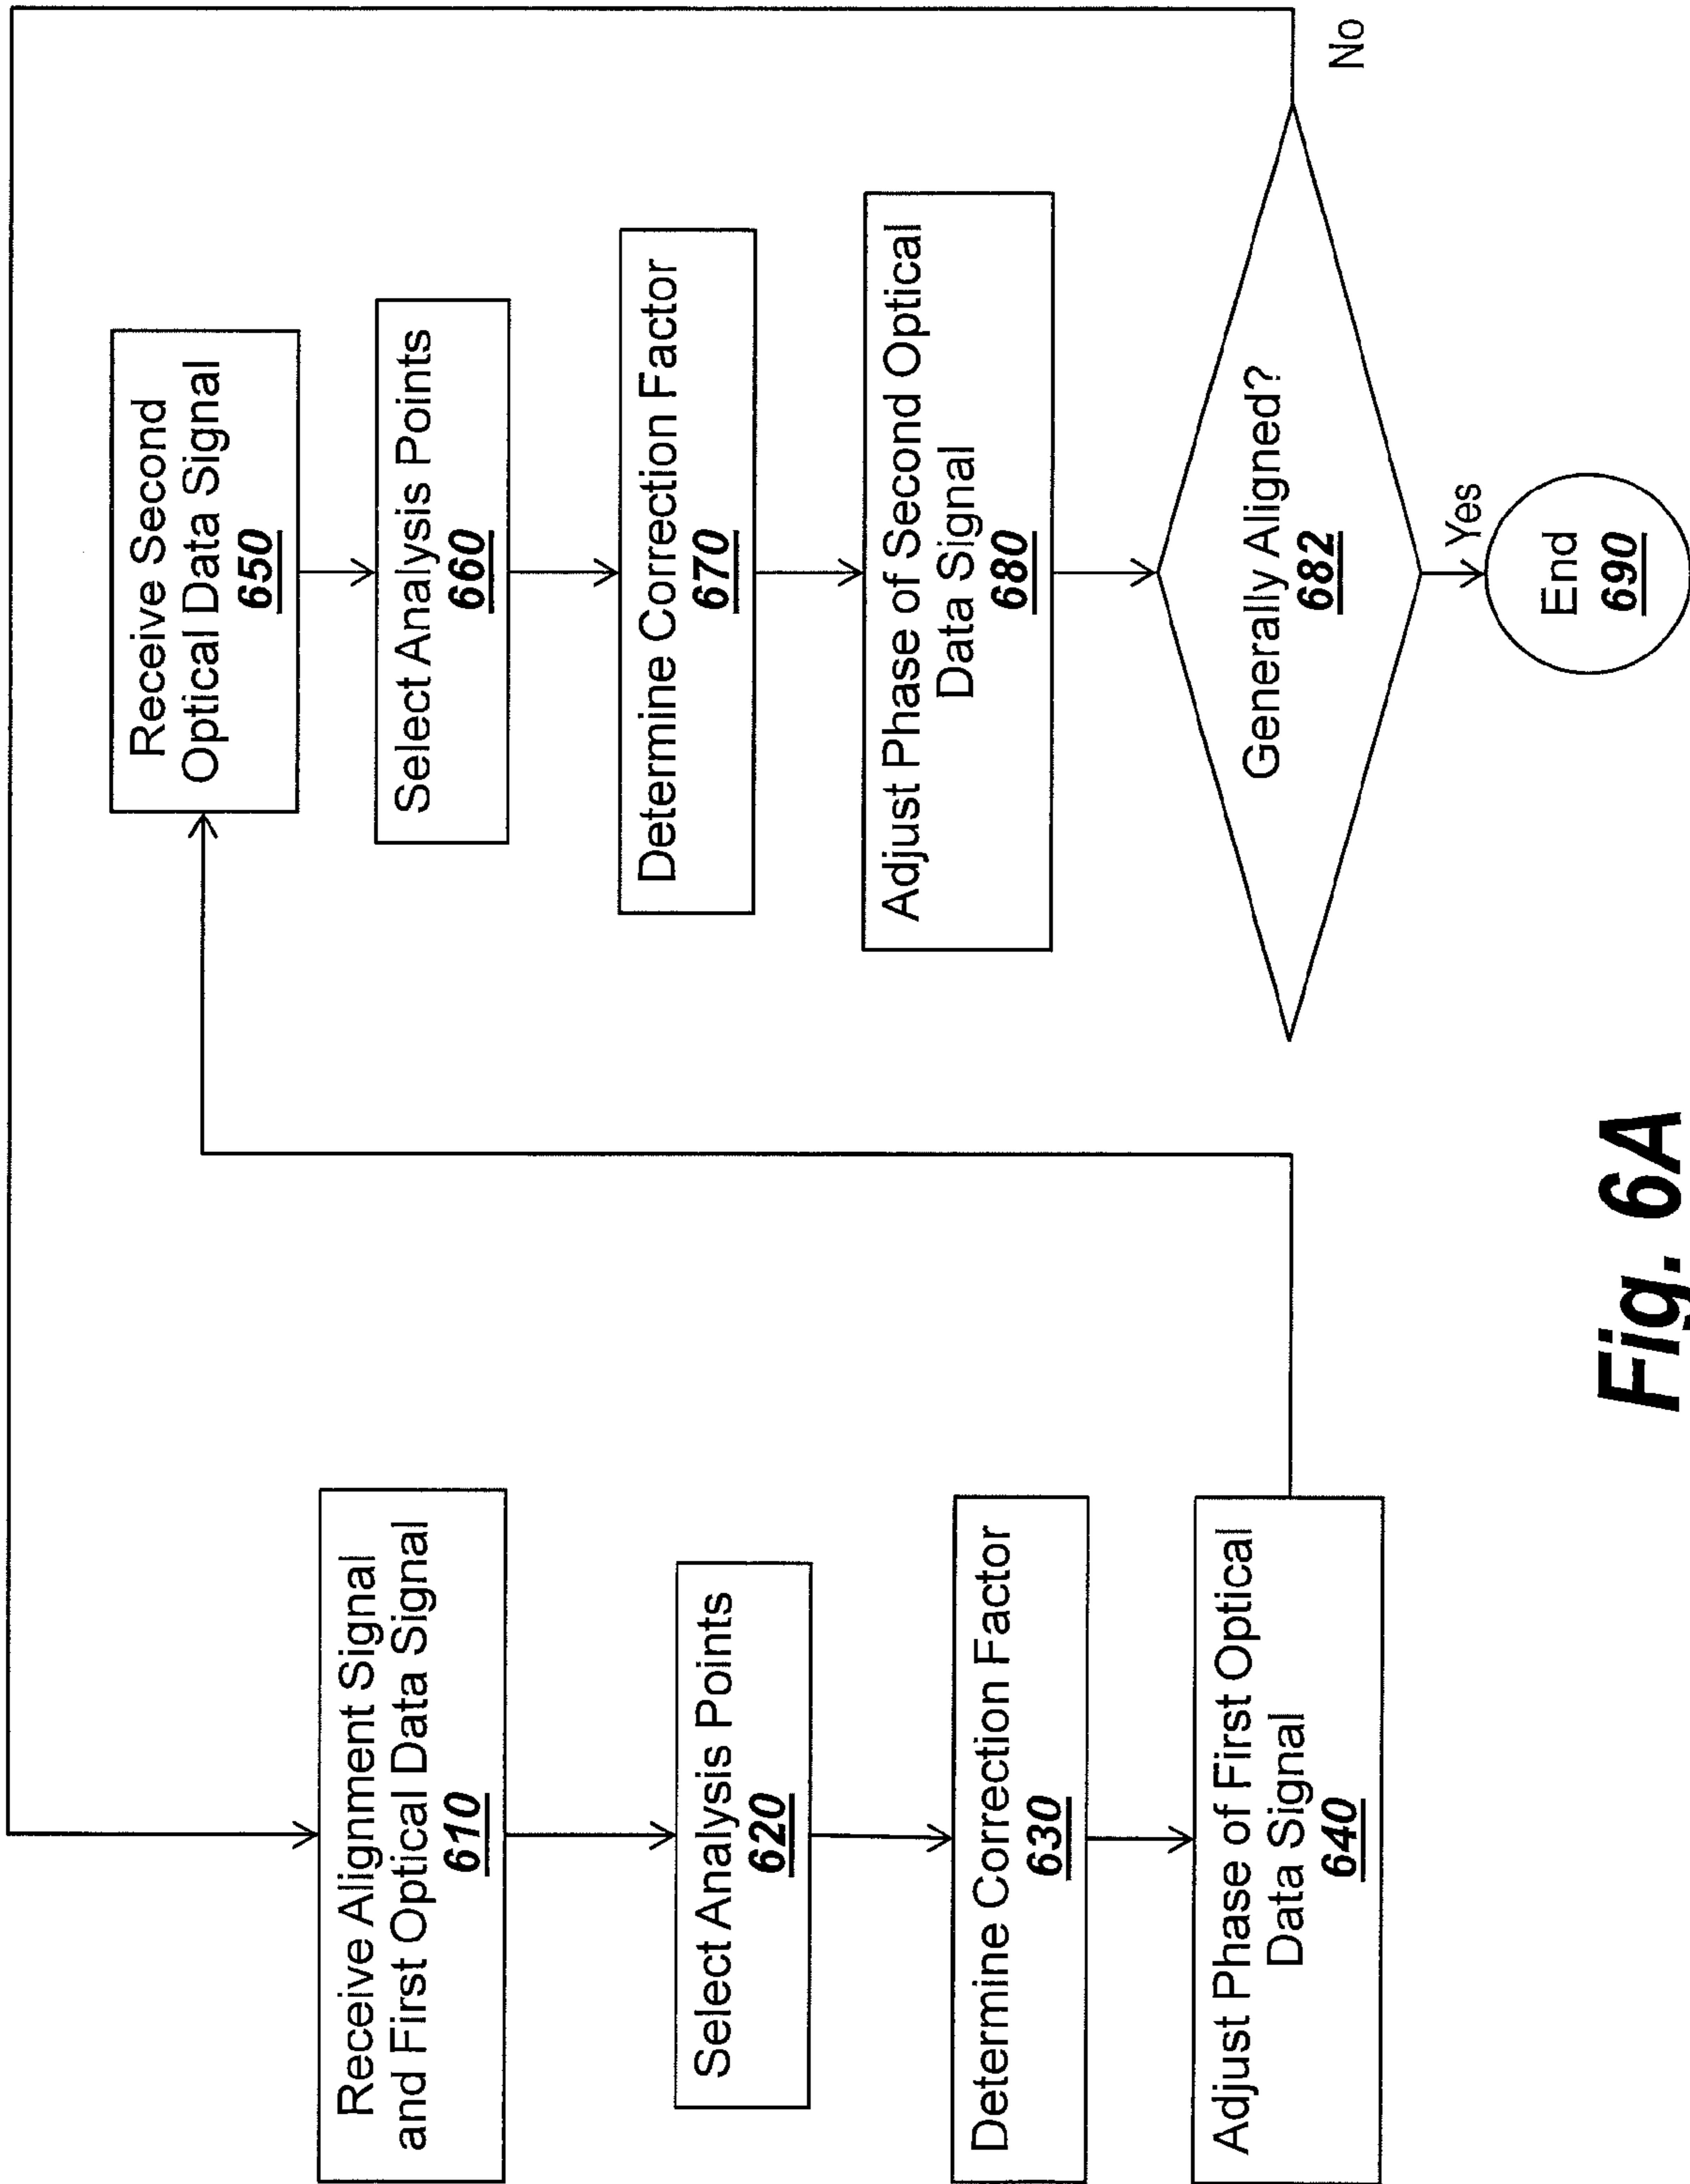 Receive Alignment Signal
and First Optical Data Signal
610
Select Analysis Points
620
Determine Correction Factor
630
Adjust Phase of First Optical
Data Signal
640
Receive Second
Optical Data Signal
650
Select Analysis Points
660
Determine Correction Factor
670
Adjust Phase of Second Optical
Data Signal
680
Generally Aligned?
682
No
Yes
End
690
Fig. 6A